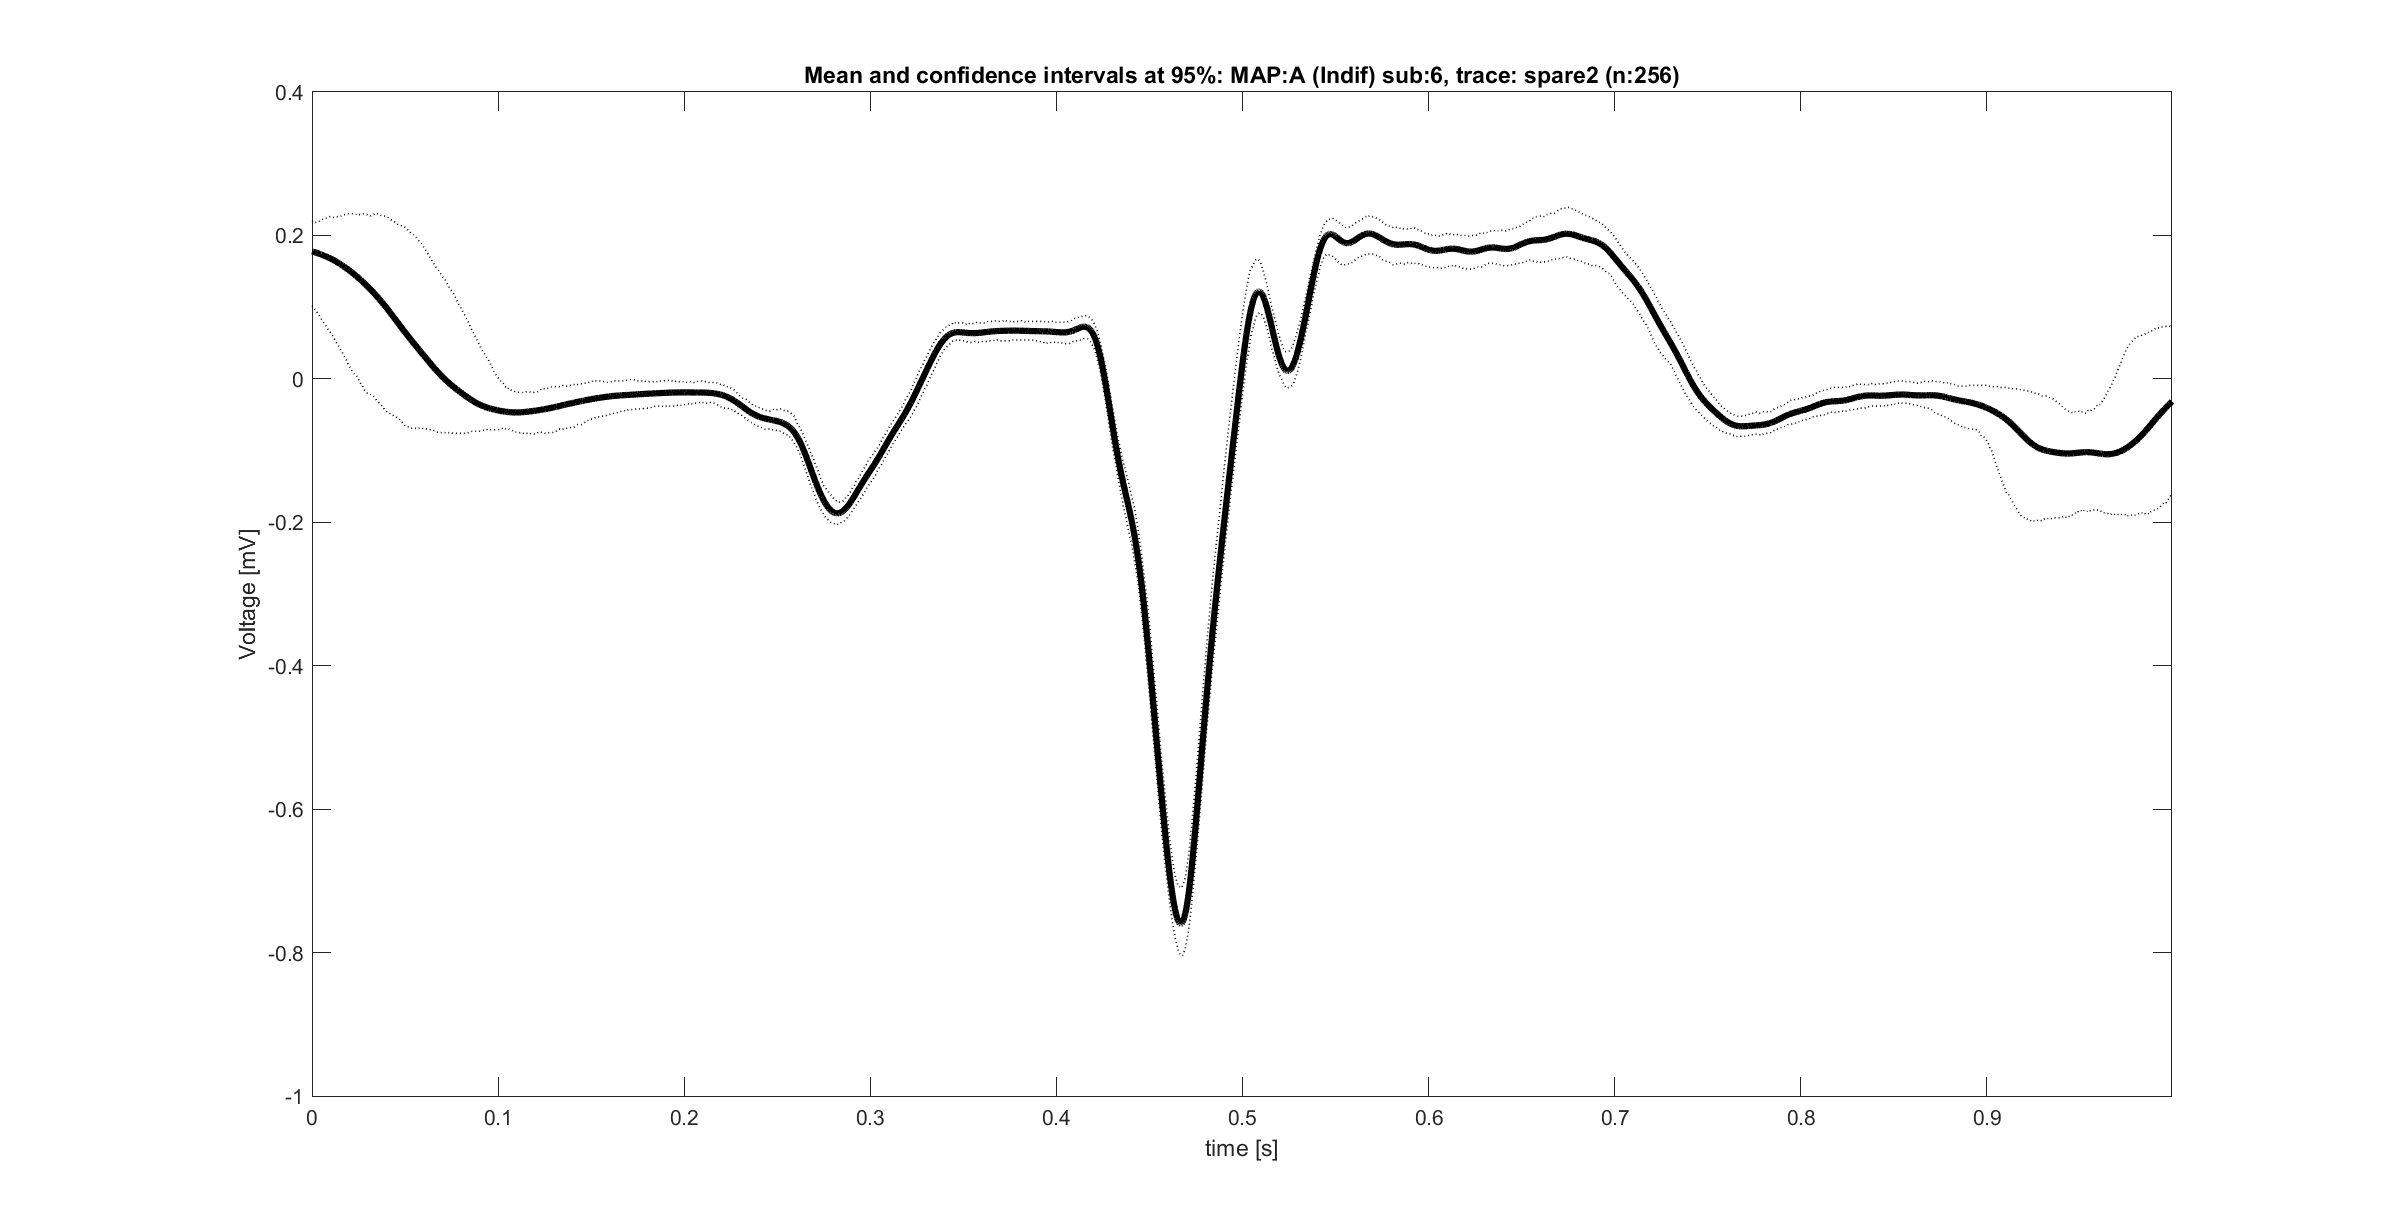 Mean and confidence intervals at 95%: MAP:A (Indif) sub:6, trace: spare2 (n:256)
0.4
0.2
0
-0.2
-0.4
-0.6
-0.8
-1
Voltage [mV]
0 0.1 0.2 0.3 0.4 0.5 0.6 0.7 0.8 0.9
time [s]